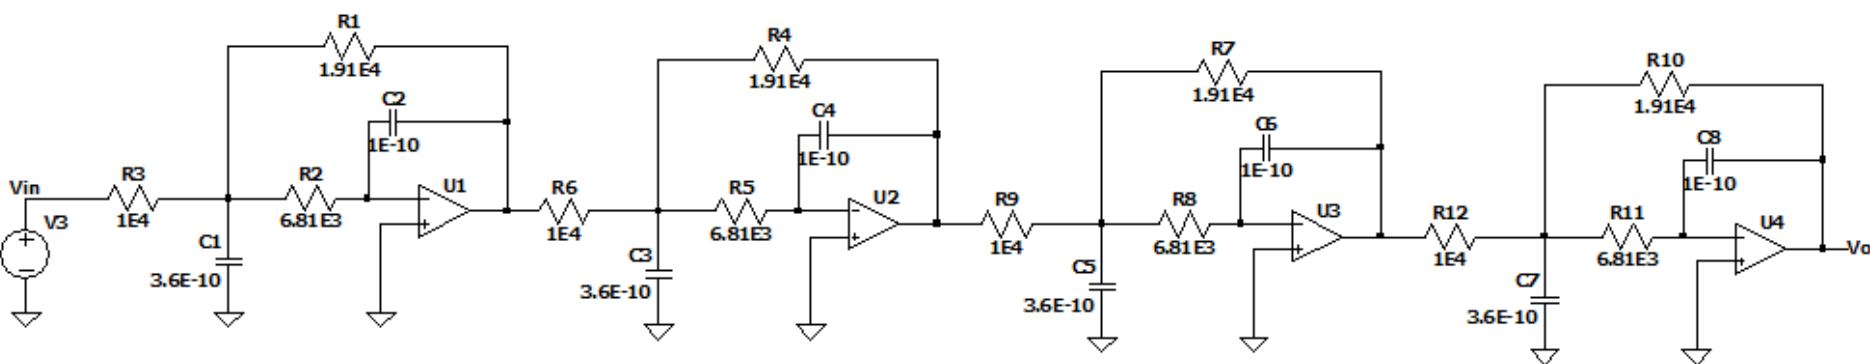 R1
1.91E4
C2
1E-10
Vin
R3
1E4
R2
6.81E3
U1
V3
C1
3.6E-10
R4
1.91E4
C4
1E-10
R6
1E4
R5
6.81E3
U2
C3
3.6E-10
R7
1.91E4
C6
1E-10
R9
1E4
R8
6.81E3
U3
C5
3.6E-10
R10
1.91E4
C8
1E-10
R12
1E4
R11
6.81E3
U4
Vo
C7
3.6E-10